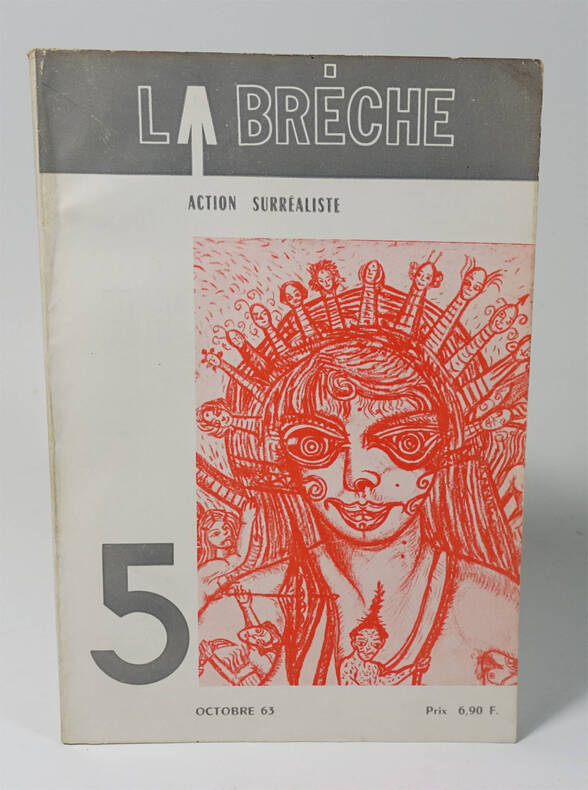 LA BRÈCHE
ACTION SURRÉALISTE
5
OCTOBRE 63
Prix 6,90 F.